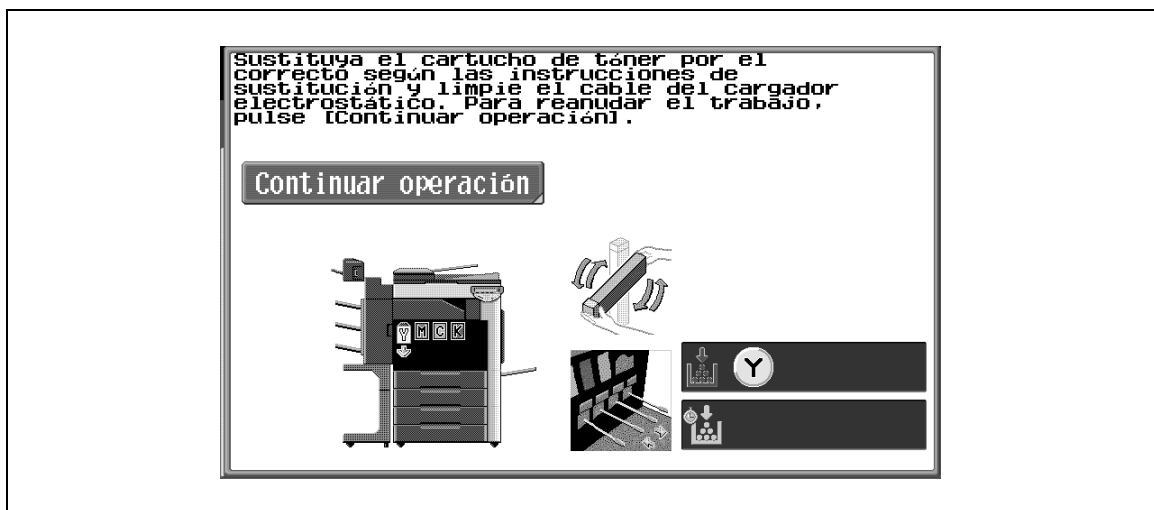 Sustituya el cartucho de tóner por el
correcto según las instrucciones de
sustitución y limpie el cable del cargador
electrostático. Para reanudar el trabajo,
pulse [Continuar operación].
Continuar operación
Y M C K
Y
K Y